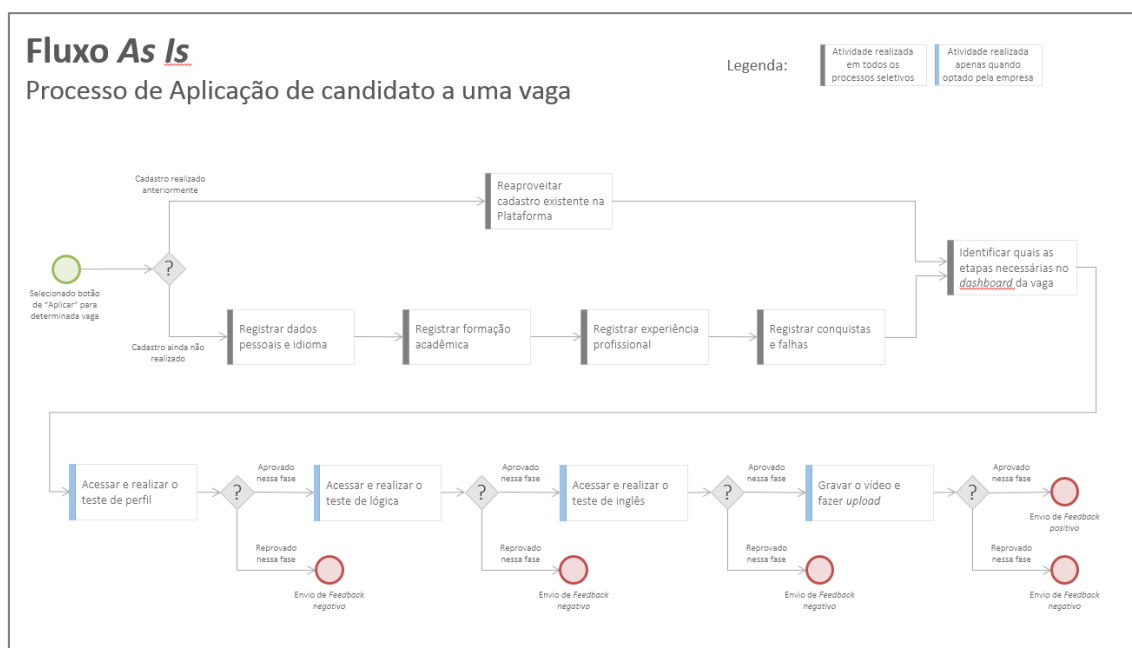 Fluxo As Is
Processo de Aplicação de candidato a uma vaga
Legenda:
Atividade realizada
em todos os
processos seletivos
Atividade realizada
apenas quando
optado pela empresa
Cadastro realizado
anteriormente
Reaproveitar
cadastro existente na
Plataforma
?
Selecionado botão
de “Aplicar” para
determinada vaga
Cadastro ainda não
realizado
Registrar dados
pessoais e idioma
Registrar formação
acadêmica
Registrar experiência
profissional
Registrar conquistas
e falhas
Identificar quais as
etapas necessárias no
dashboard da vaga
Acessar e realizar o
teste de perfil
?
Aprovado
nessa fase
Reprovado
nessa fase
Envio de Feedback
negativo
Acessar e realizar o
teste de lógica
?
Aprovado
nessa fase
Reprovado
nessa fase
Envio de Feedback
negativo
Acessar e realizar o
teste de inglês
?
Aprovado
nessa fase
Reprovado
nessa fase
Envio de Feedback
negativo
Gravar o vídeo e
fazer upload
?
Aprovado
nessa fase
Envio de Feedback
positivo
Reprovado
nessa fase
Envio de Feedback
negativo